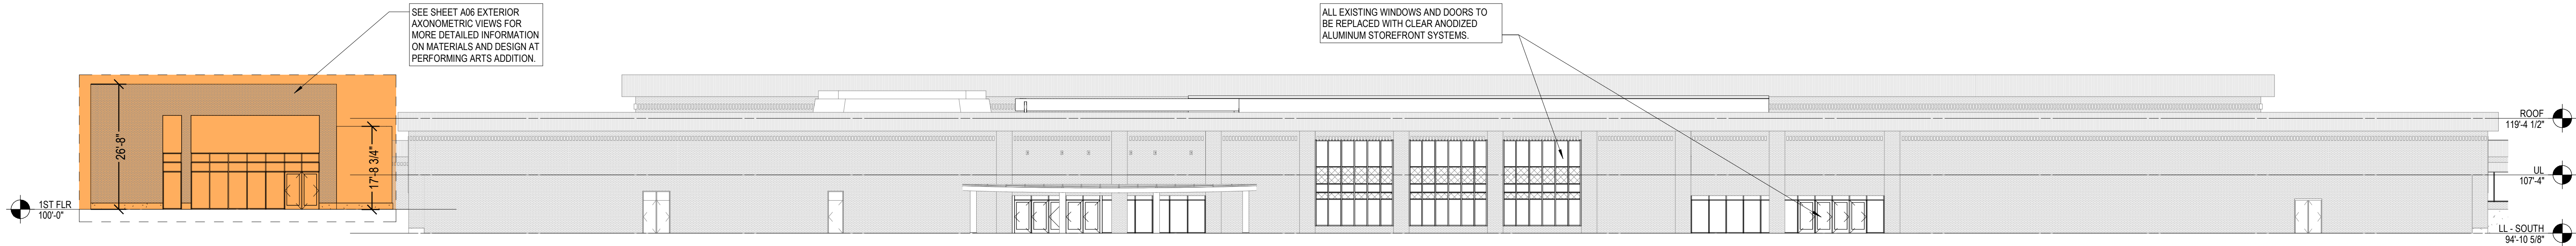 SEE SHEET A06 EXTERIOR
AXONOMETRIC VIEWS FOR
MORE DETAILED INFORMATION
ON MATERIALS AND DESIGN AT
PERFORMING ARTS ADDITION.
ALL EXISTING WINDOWS AND DOORS TO
BE REPLACED WITH CLEAR ANODIZED
ALUMINUM STOREFRONT SYSTEMS.
26'-8"
17'-8 3/4"
1ST FLR
100'-0"
ROOF
119'-4 1/2"
UL
107'-4"
LL - SOUTH
94'-10 5/8"